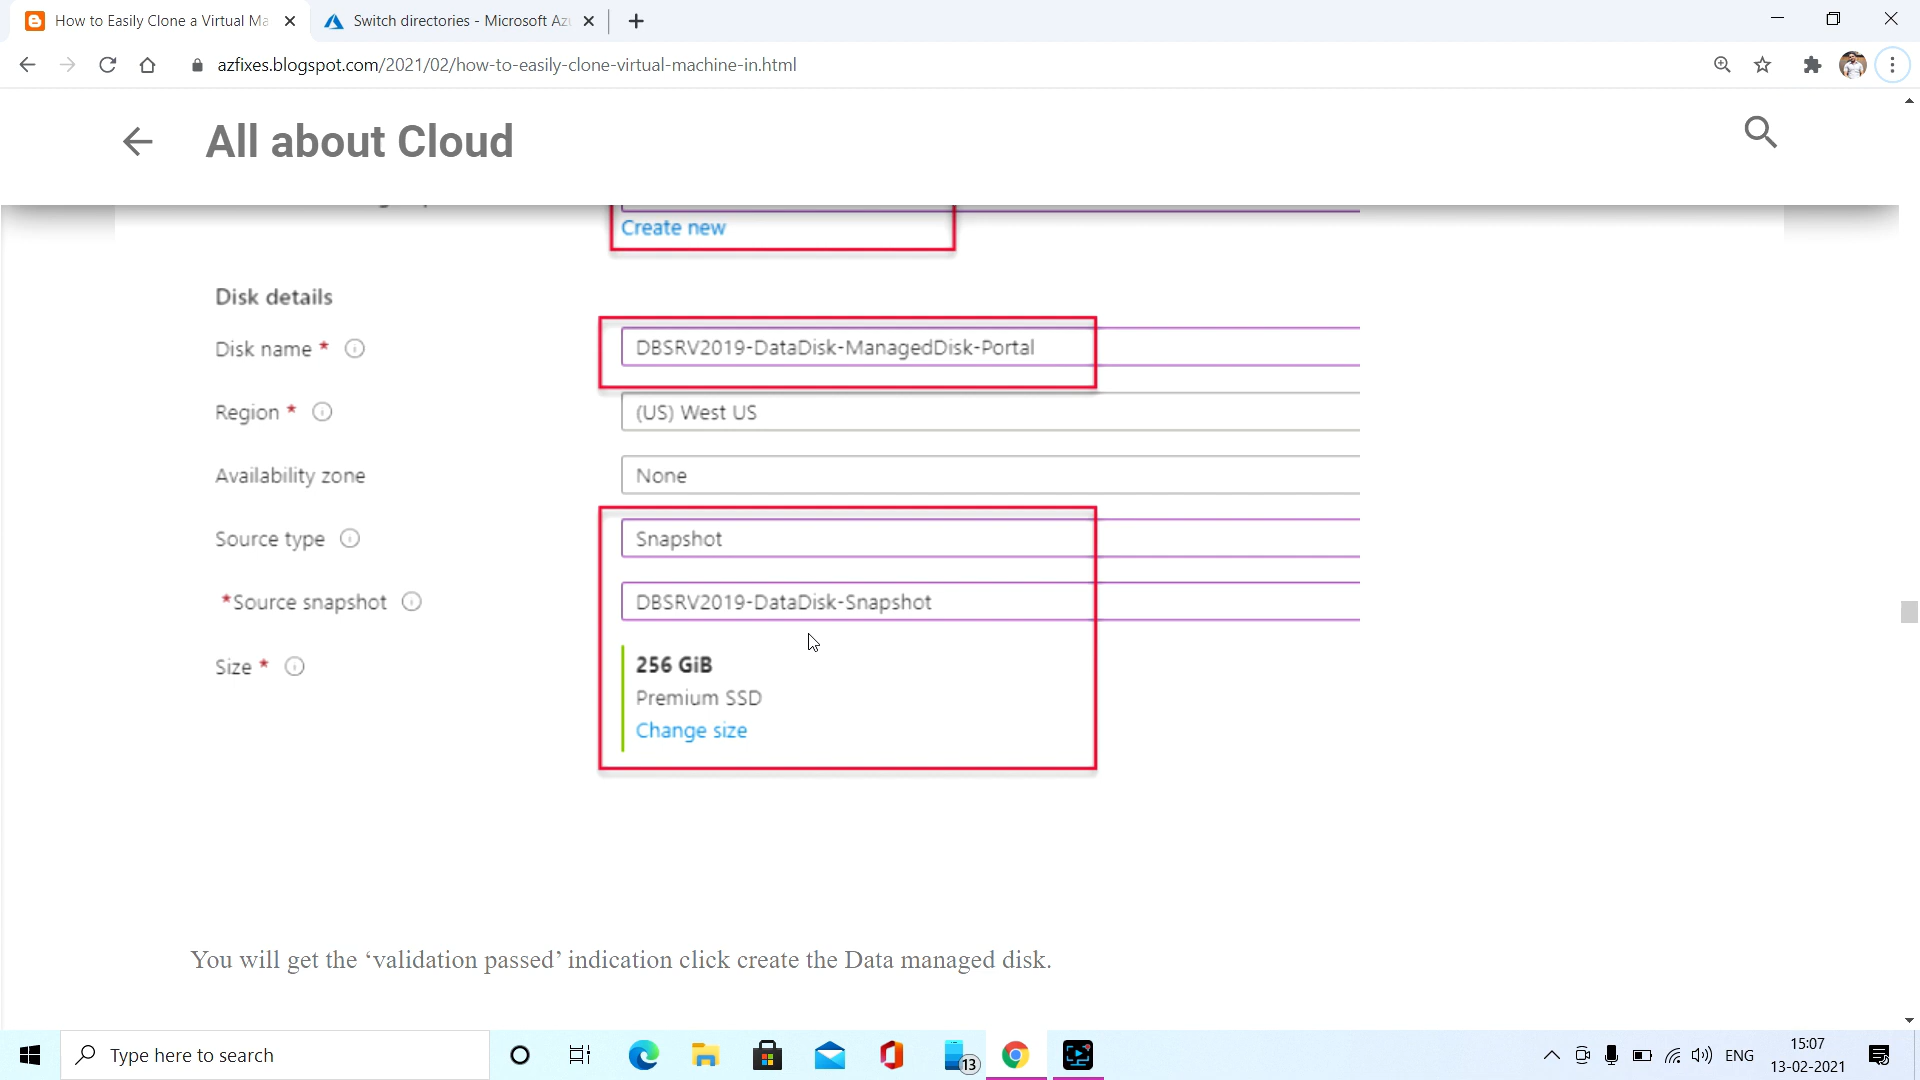 How to Easily Clone a Virtual Ma
Switch directories - Microsoft Az
azfixes.blogspot.com/2021/02/how-to-easily-clone-virtual-machine-in.html
All about Cloud
Create new
Disk details
Disk name *
DBSRV2019-DataDisk-ManagedDisk-Portal
Region *
(US) West US
Availability zone
None
Source type
Snapshot
*Source snapshot
DBSRV2019-DataDisk-Snapshot
Size *
256 GiB
Premium SSD
Change size
You will get the ‘validation passed’ indication click create the Data managed disk.
Type here to search
13
ENG
15:07
13-02-2021